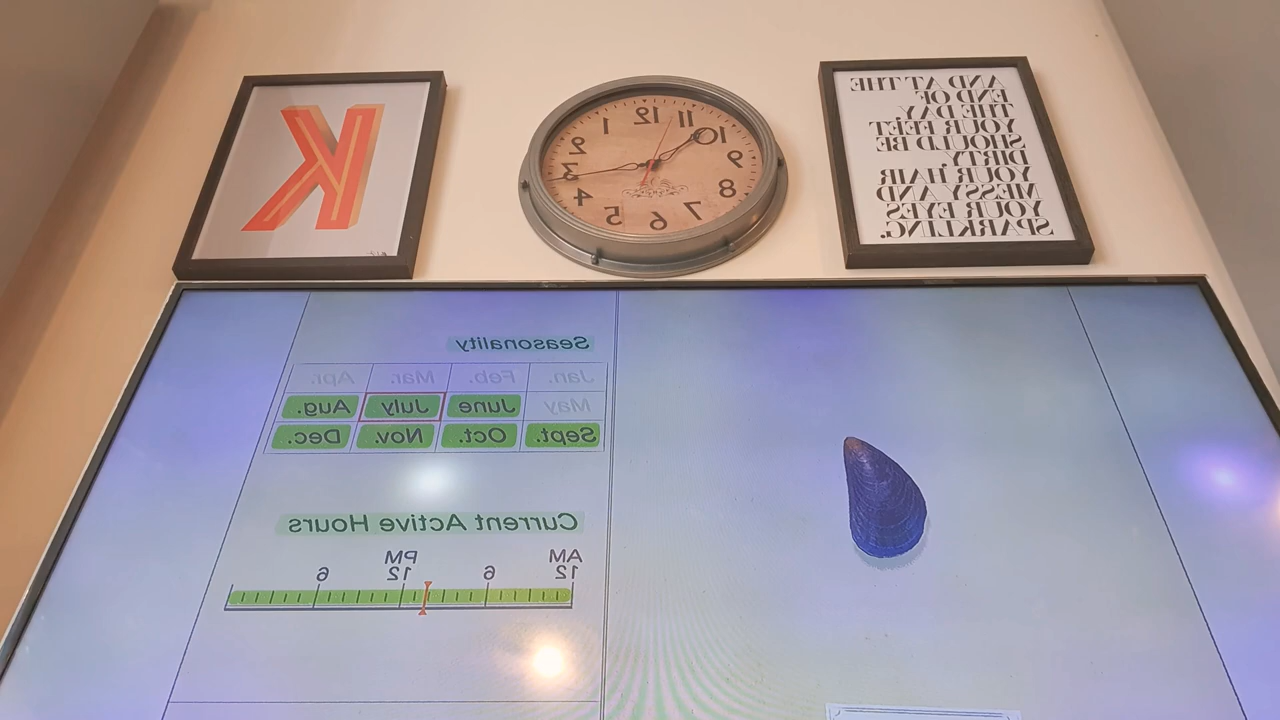 K
12
1
2
3
4
5
6
7
8
9
10
11
AND AT THE
END OF
THE DAY,
YOUR FEET
SHOULD BE
DIRTY,
YOUR HAIR
MESSY AND
YOUR EYES
SPARKLING.
Seasonality
Jan. Feb. Mar. Apr.
May June July Aug.
Sept. Oct. Nov. Dec.
Current Active Hours
AM PM
12 6 12 6